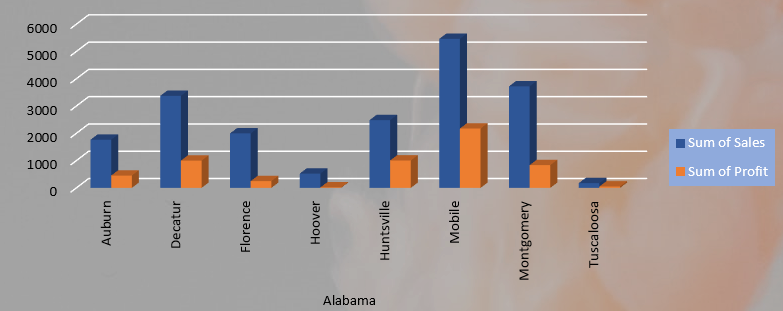 6000
5000
4000
3000
2000
1000
0
Auburn
Decatur
Florence
Hoover
Huntsville
Mobile
Montgomery
Tuscaloosa
Alabama
Sum of Sales
Sum of Profit